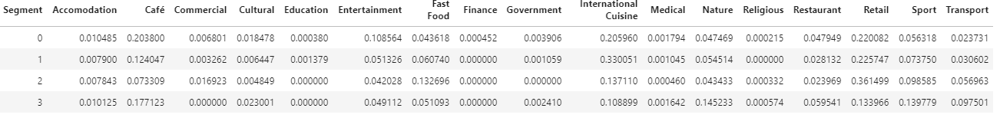 Segment Accomodation Café Commercial Cultural Education Entertainment Fast Food Finance Government International Cuisine Medical Nature Religious Restaurant Retail Sport Transport
0 0.010485 0.203800 0.006801 0.018478 0.000380 0.108564 0.043618 0.000452 0.003906 0.205960 0.001794 0.047469 0.000215 0.047949 0.220082 0.056318 0.023731
1 0.007900 0.124047 0.003262 0.006447 0.001379 0.051326 0.060740 0.000000 0.001059 0.330051 0.001045 0.054514 0.000000 0.028132 0.225747 0.073750 0.030602
2 0.007843 0.073309 0.016923 0.004849 0.000000 0.042028 0.132696 0.000000 0.000000 0.137110 0.000460 0.043433 0.000332 0.023969 0.361499 0.098585 0.056963
3 0.010125 0.177123 0.000000 0.023001 0.000000 0.049112 0.051093 0.000000 0.002410 0.108899 0.001642 0.145233 0.000574 0.059541 0.133966 0.139779 0.097501